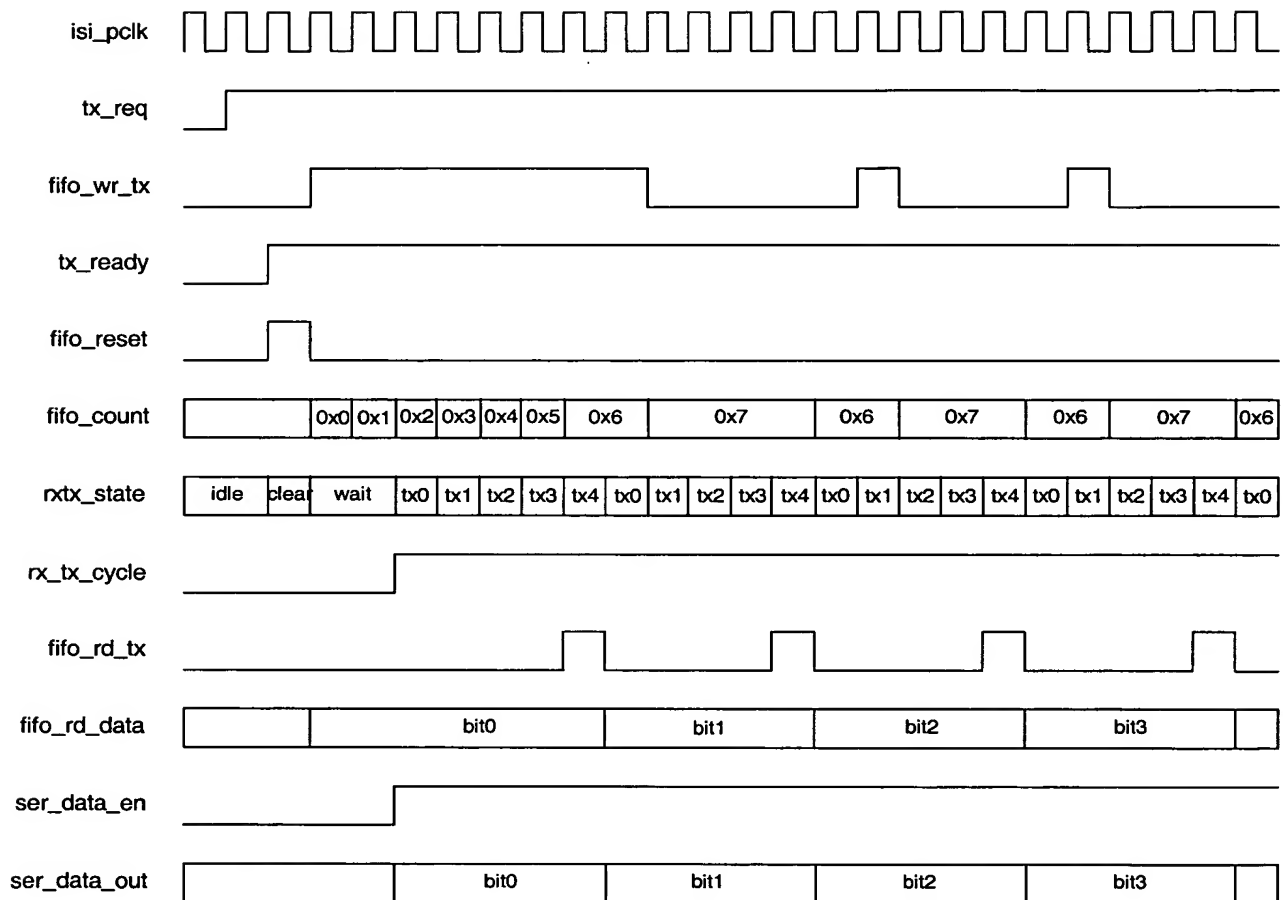 isi_pclk
tx_req
fifo_wr_tx
tx_ready
fifo_reset
fifo_count 0x0 0x1 0x2 0x3 0x4 0x5 0x6 0x7 0x6 0x7 0x6 0x7 0x6
rxtx_state idle clear wait tx0 tx1 tx2 tx3 tx4 tx0 tx1 tx2 tx3 tx4 tx0 tx1 tx2 tx3 tx4 tx0 tx1 tx2 tx3 tx4 tx0
rx_tx_cycle
fifo_rd_tx
fifo_rd_data bit0 bit1 bit2 bit3
ser_data_en
ser_data_out bit0 bit1 bit2 bit3